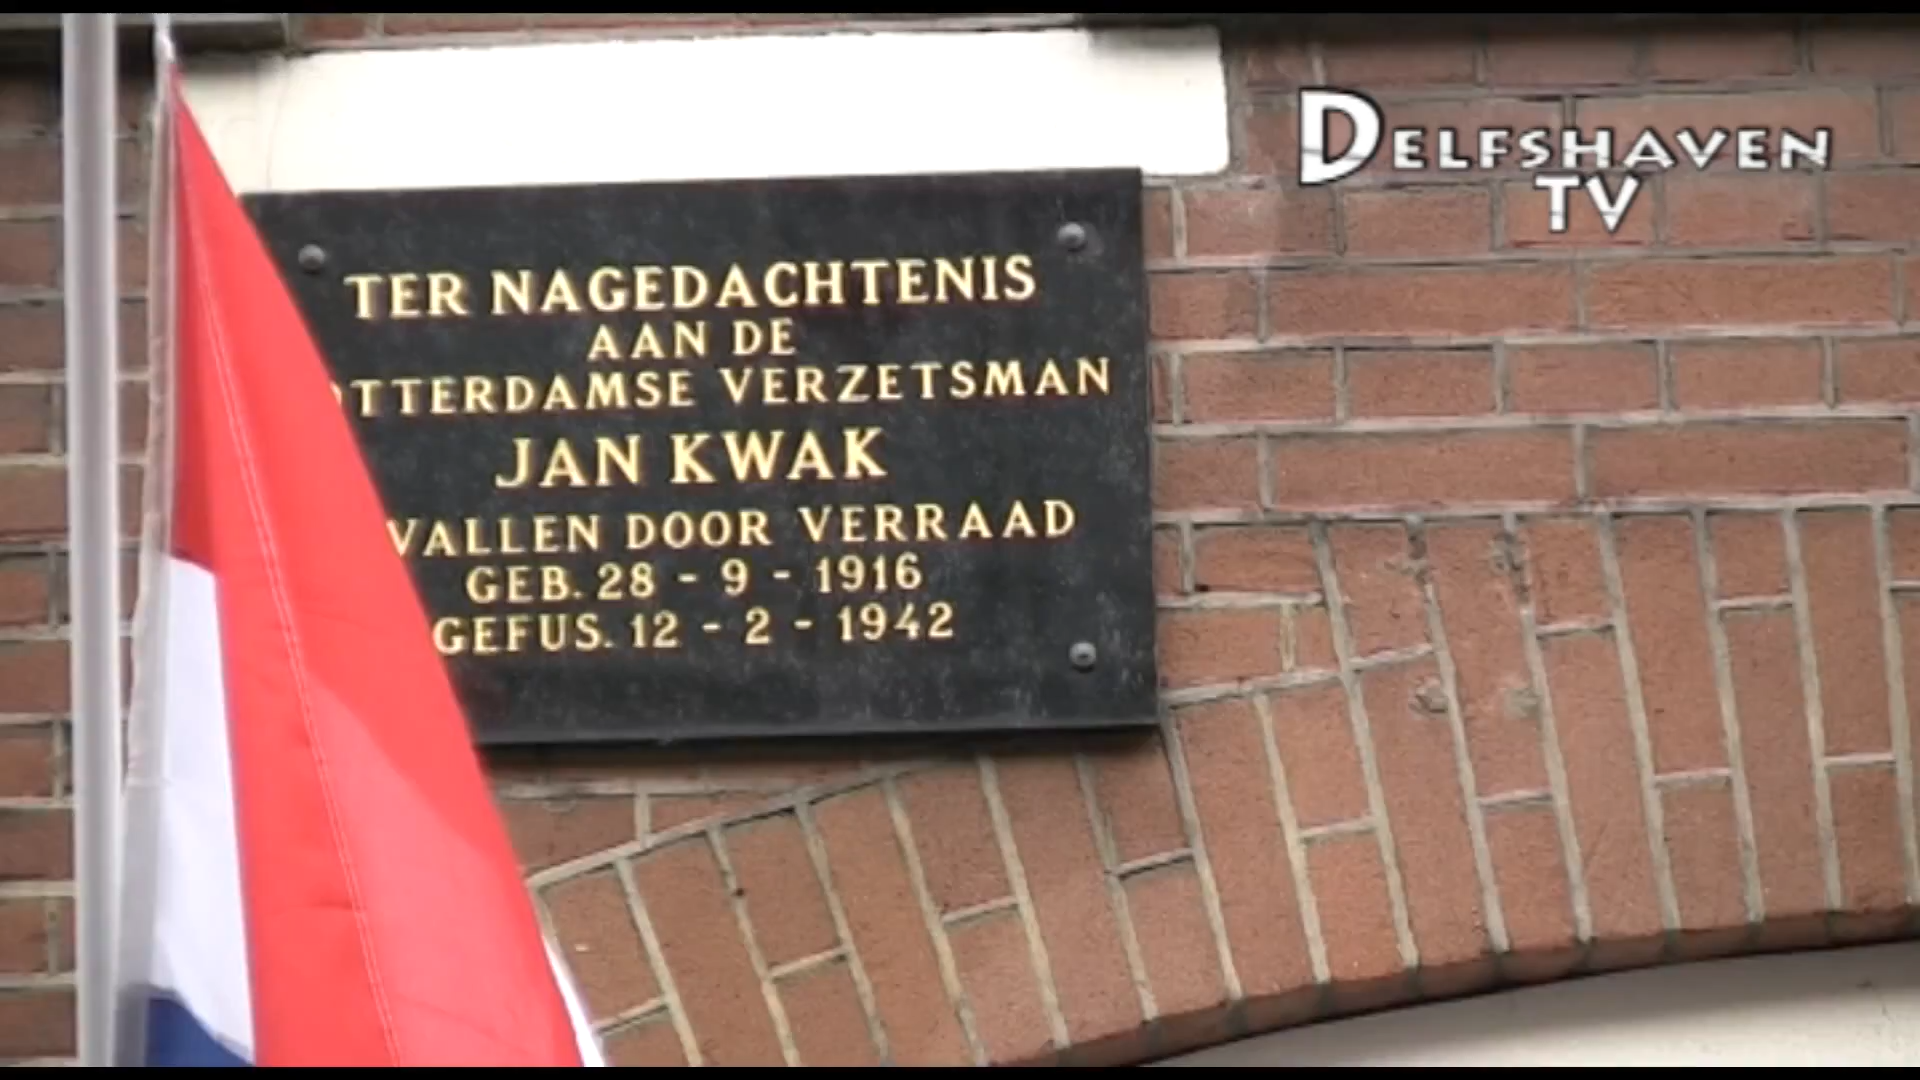 DELFSHAVEN
TV
TER NAGEDACHTENIS
AAN DE
OTTERDAMSE VERZETSMAN
JAN KWAK
VALLEN DOOR VERRAAD
GEB. 28 - 9 - 1916
GEFUS. 12 - 2 - 1942